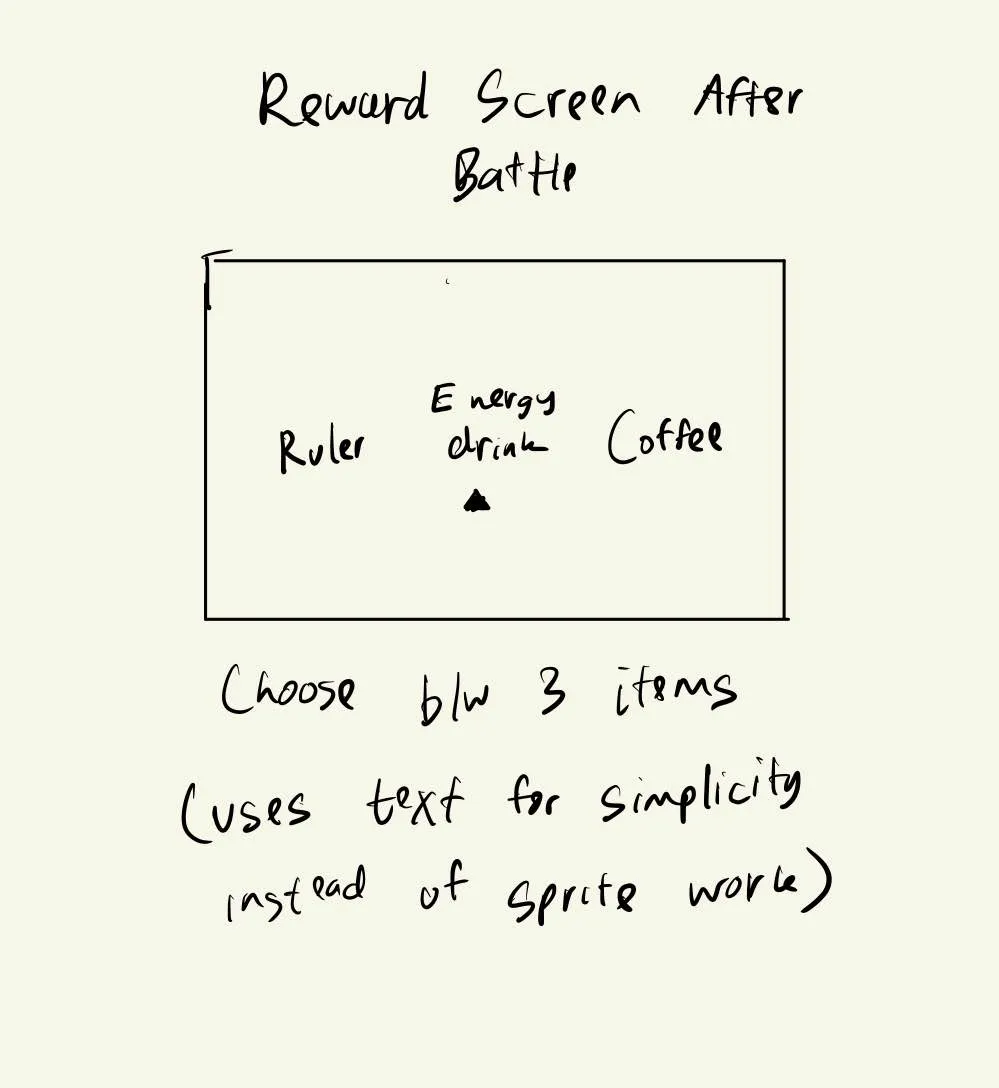 Reward Screen After
Battle
Energy
Ruler drink Coffee
Choose b/w 3 items
(uses text for simplicity
instead of sprite work)